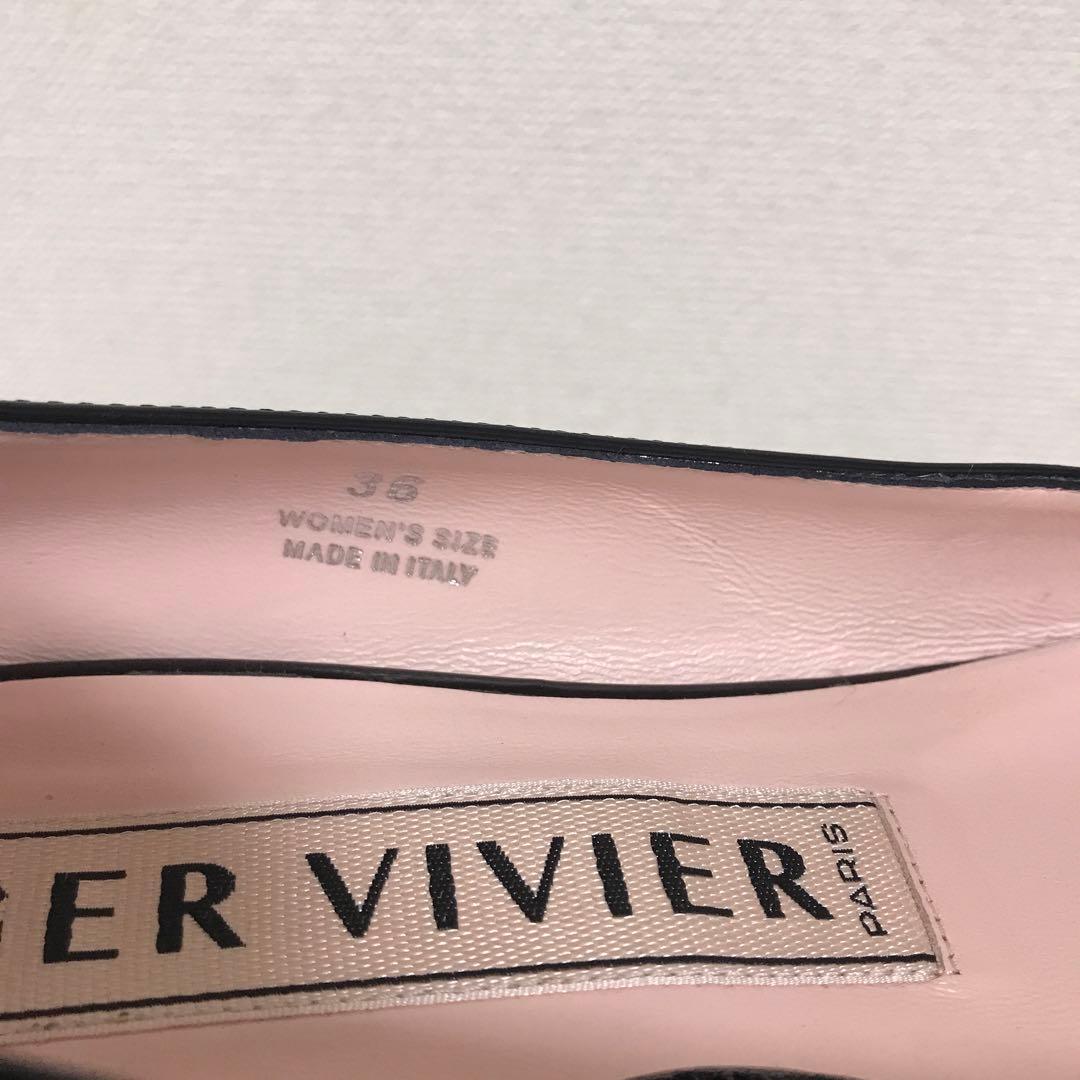 36
WOMEN'S SIZE
MADE IN ITALY
GER VIVIER PARIS